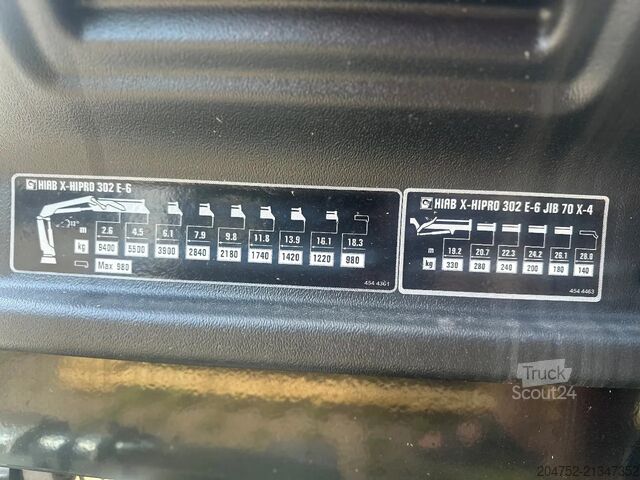 HIAB X-HIPRO 302 E-6
m 2.6 4.5 6.1 7.9 9.8 11.8 13.9 16.1 18.3
kg 9400 5500 3900 2840 2180 1740 1420 1220 980
Max 980
454 4361
HIAB X-HIPRO 302 E-6 JIB 70 X-4
m 19.2 20.7 22.3 24.2 26.1 28.0
kg 330 280 240 200 180 140
454 4463
Truck
Scout24
204752-21347352